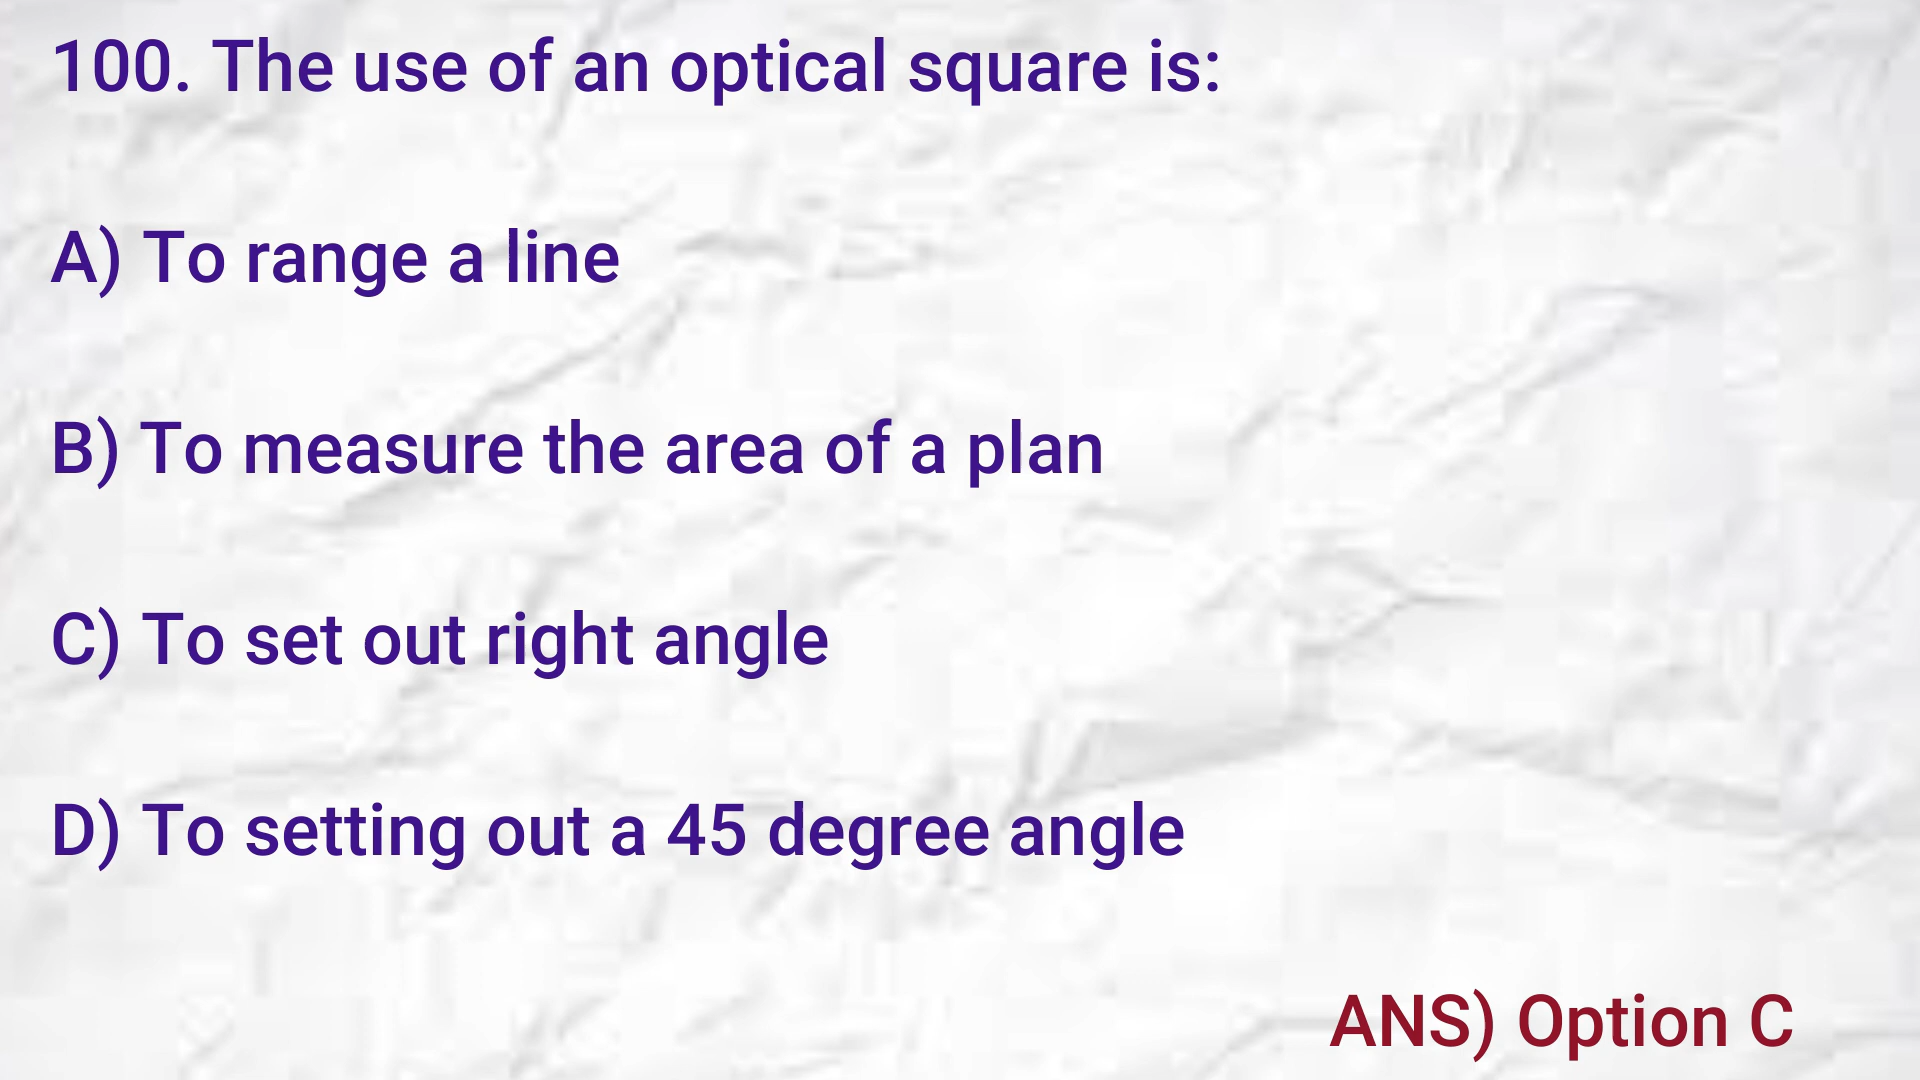 100. The use of an optical square is:
A) To range a line
B) To measure the area of a plan
C) To set out right angle
D) To setting out a 45 degree angle
ANS) Option C